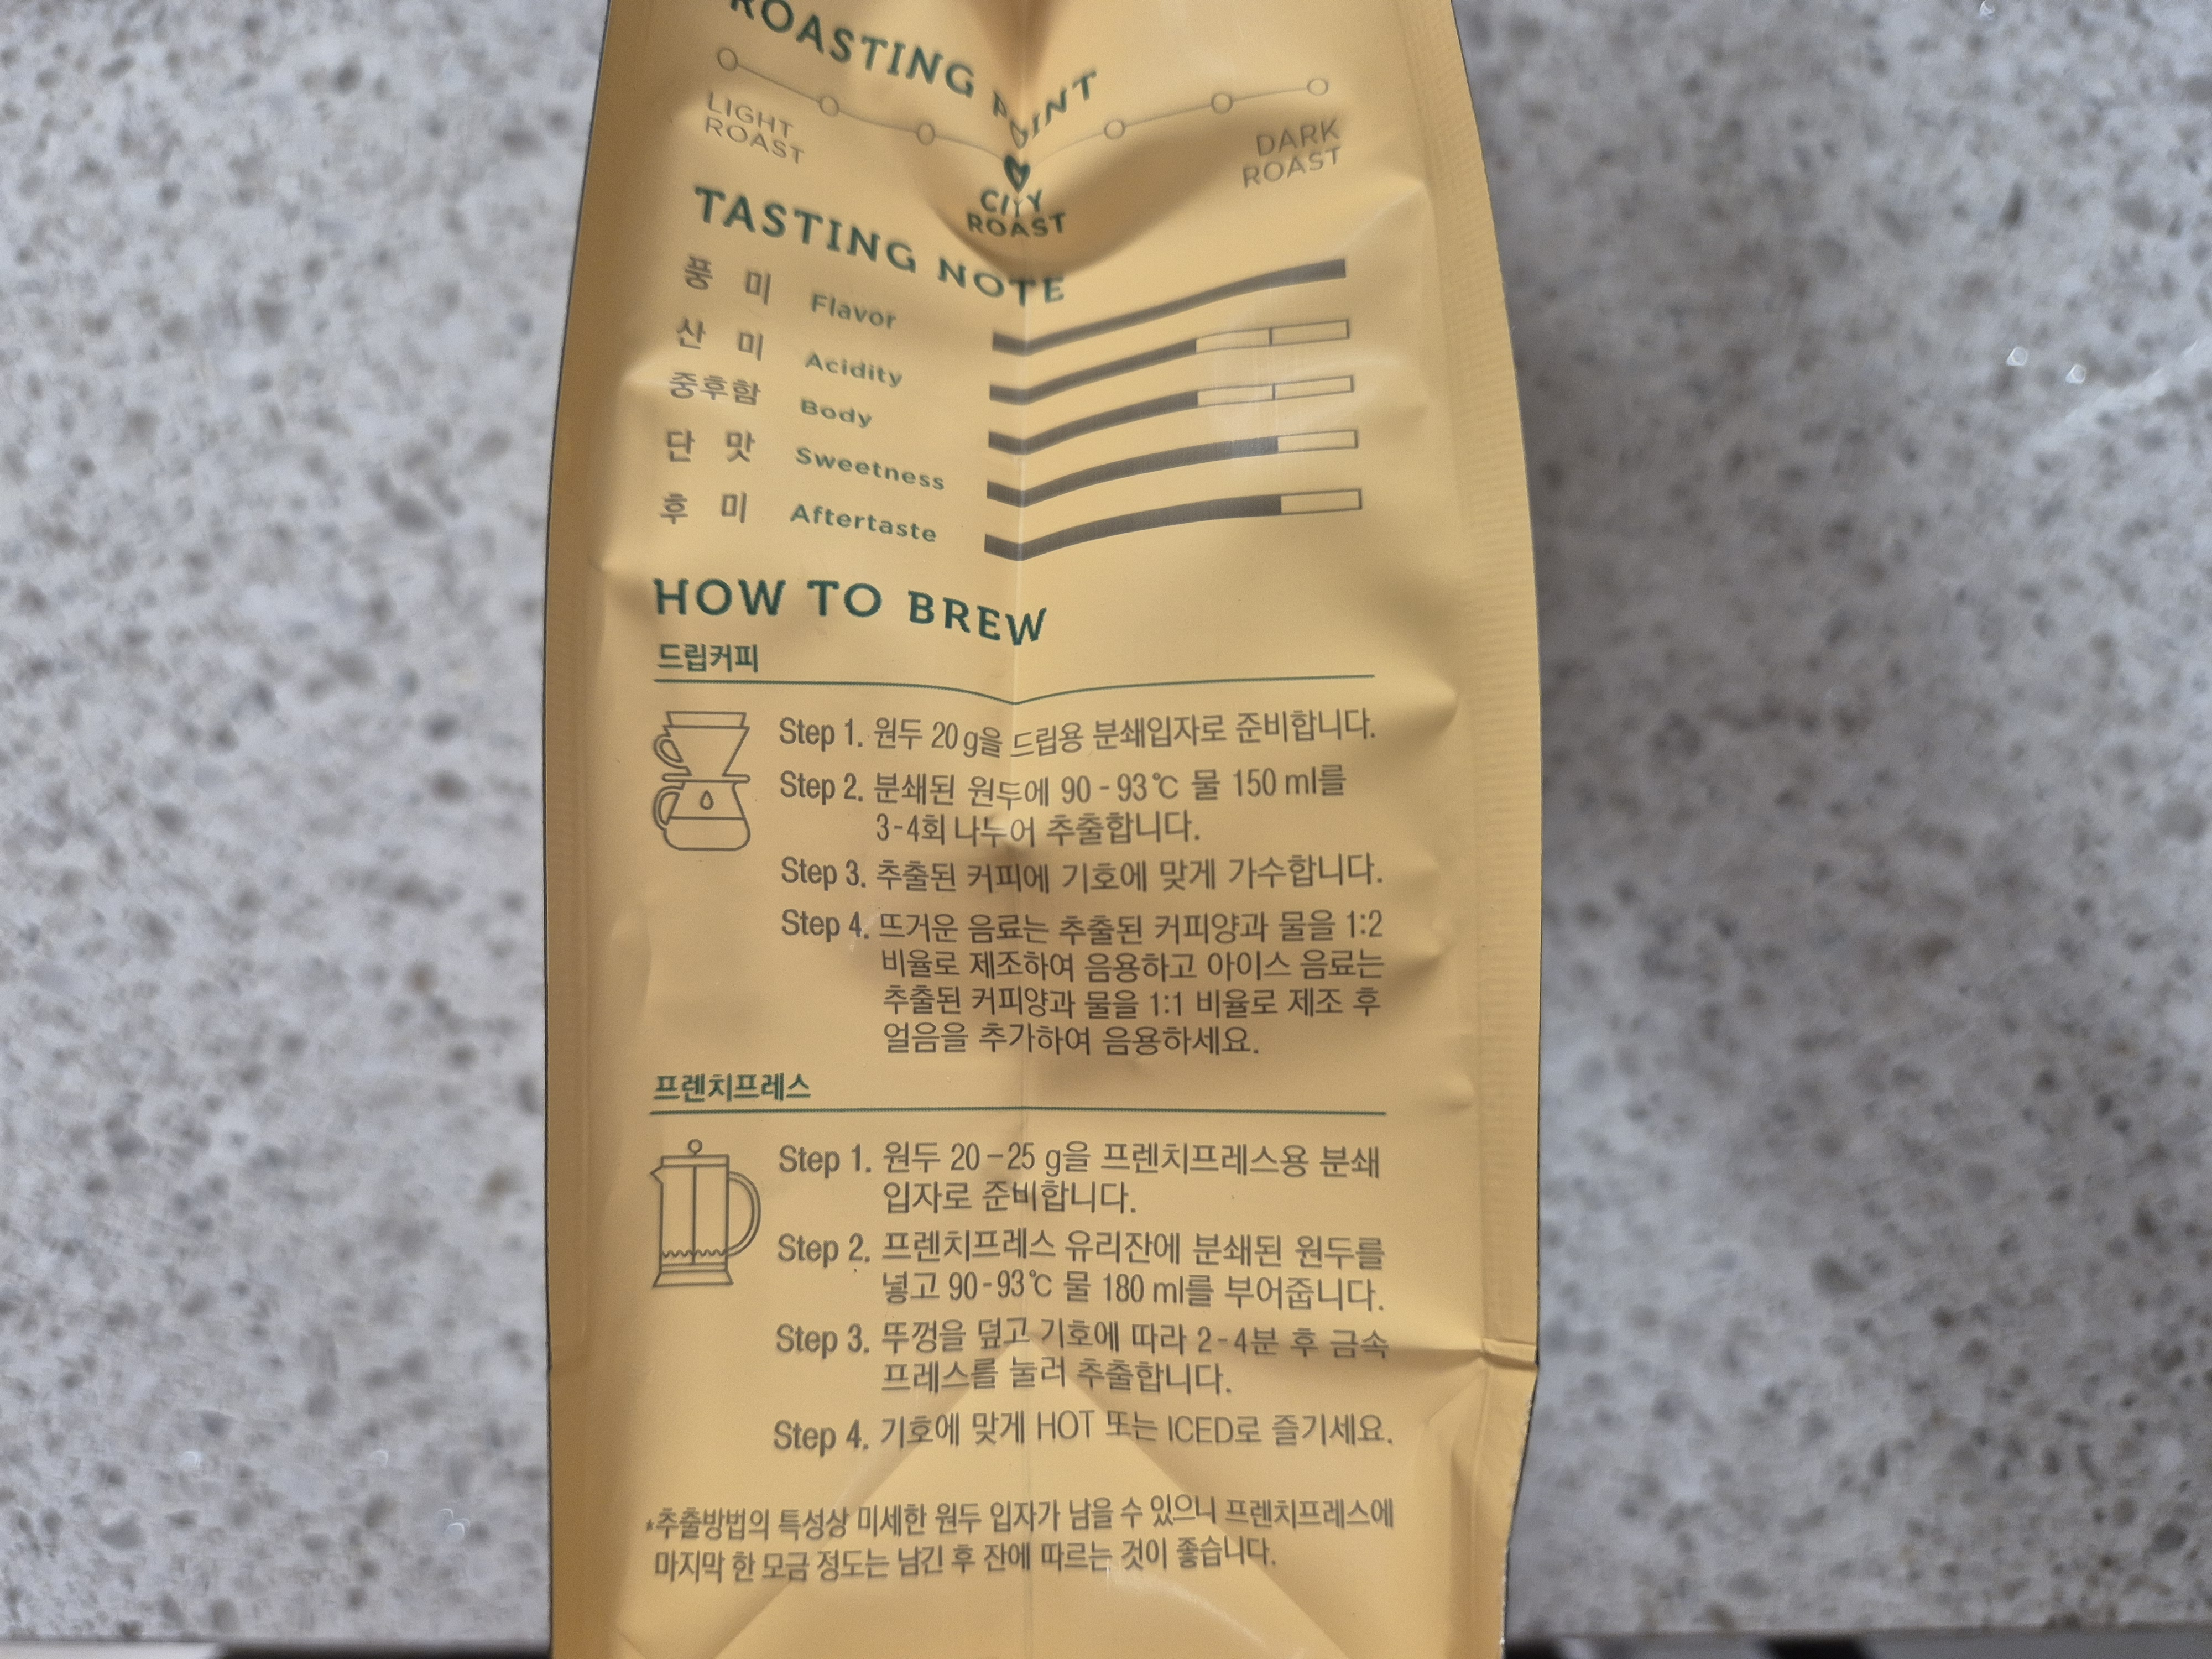 ROASTING POINT
LIGHT
ROAST
CITY
ROAST
DARK
ROAST
TASTING NOTE
풍 미 Flavor
산 미 Acidity
중후함 Body
단 맛 Sweetness
후 미 Aftertaste
HOW TO BREW
드립커피
Step 1. 원두 20 g을 드립용 분쇄입자로 준비합니다.
Step 2. 분쇄된 원두에 90 - 93℃ 물 150 ml를
3-4회 나누어 추출합니다.
Step 3. 추출된 커피에 기호에 맞게 가수합니다.
Step 4. 뜨거운 음료는 추출된 커피양과 물을 1:2
비율로 제조하여 음용하고 아이스 음료는
추출된 커피양과 물을 1:1 비율로 제조 후
얼음을 추가하여 음용하세요.
프렌치프레스
Step 1. 원두 20 - 25 g을 프렌치프레스용 분쇄
입자로 준비합니다.
Step 2. 프렌치프레스 유리잔에 분쇄된 원두를
넣고 90 - 93℃ 물 180 ml를 부어줍니다.
Step 3. 뚜껑을 덮고 기호에 따라 2 - 4분 후 금속
프레스를 눌러 추출합니다.
Step 4. 기호에 맞게 HOT 또는 ICED로 즐기세요.
*추출방법의 특성상 미세한 원두 입자가 남을 수 있으니 프렌치프레스에
마지막 한 모금 정도는 남긴 후 잔에 따르는 것이 좋습니다.